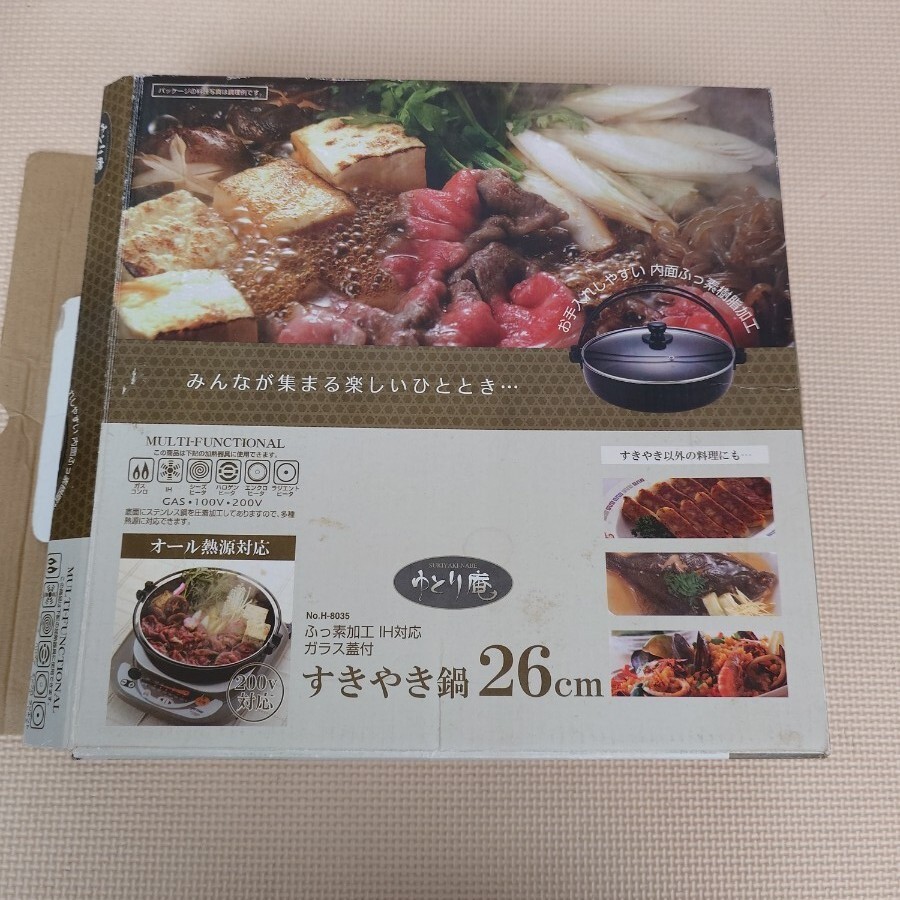 パッケージの料理写真は調理例です。
お手入れしやすい 内面ふっ素樹脂加工
みんなが集まる楽しいひととき…
MULTI-FUNCTIONAL
この商品は下記の加熱器具に使用できます。
ガス
コンロ
IH
シーズ
ヒータ
ハロゲン
ヒータ
エンクロ
ヒータ
ラジエント
ヒータ
GAS・100V・200V
底面にステンレス鋼を圧着加工してありますので、多種
熱源に対応できます。
オール熱源対応
200v
対応
すきやき以外の料理にも…
SUKIYAKI-NABE
ゆとり庵
No.H-8035
ふっ素加工 IH対応
ガラス蓋付
すきやき鍋 26cm
MULTI-FUNCTIONAL